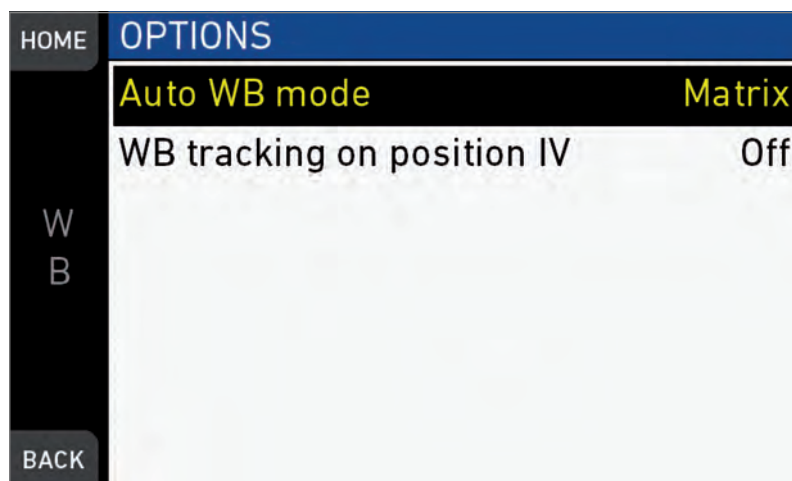 HOME OPTIONS
Auto WB mode Matrix
WB tracking on position IV Off
W
B
BACK